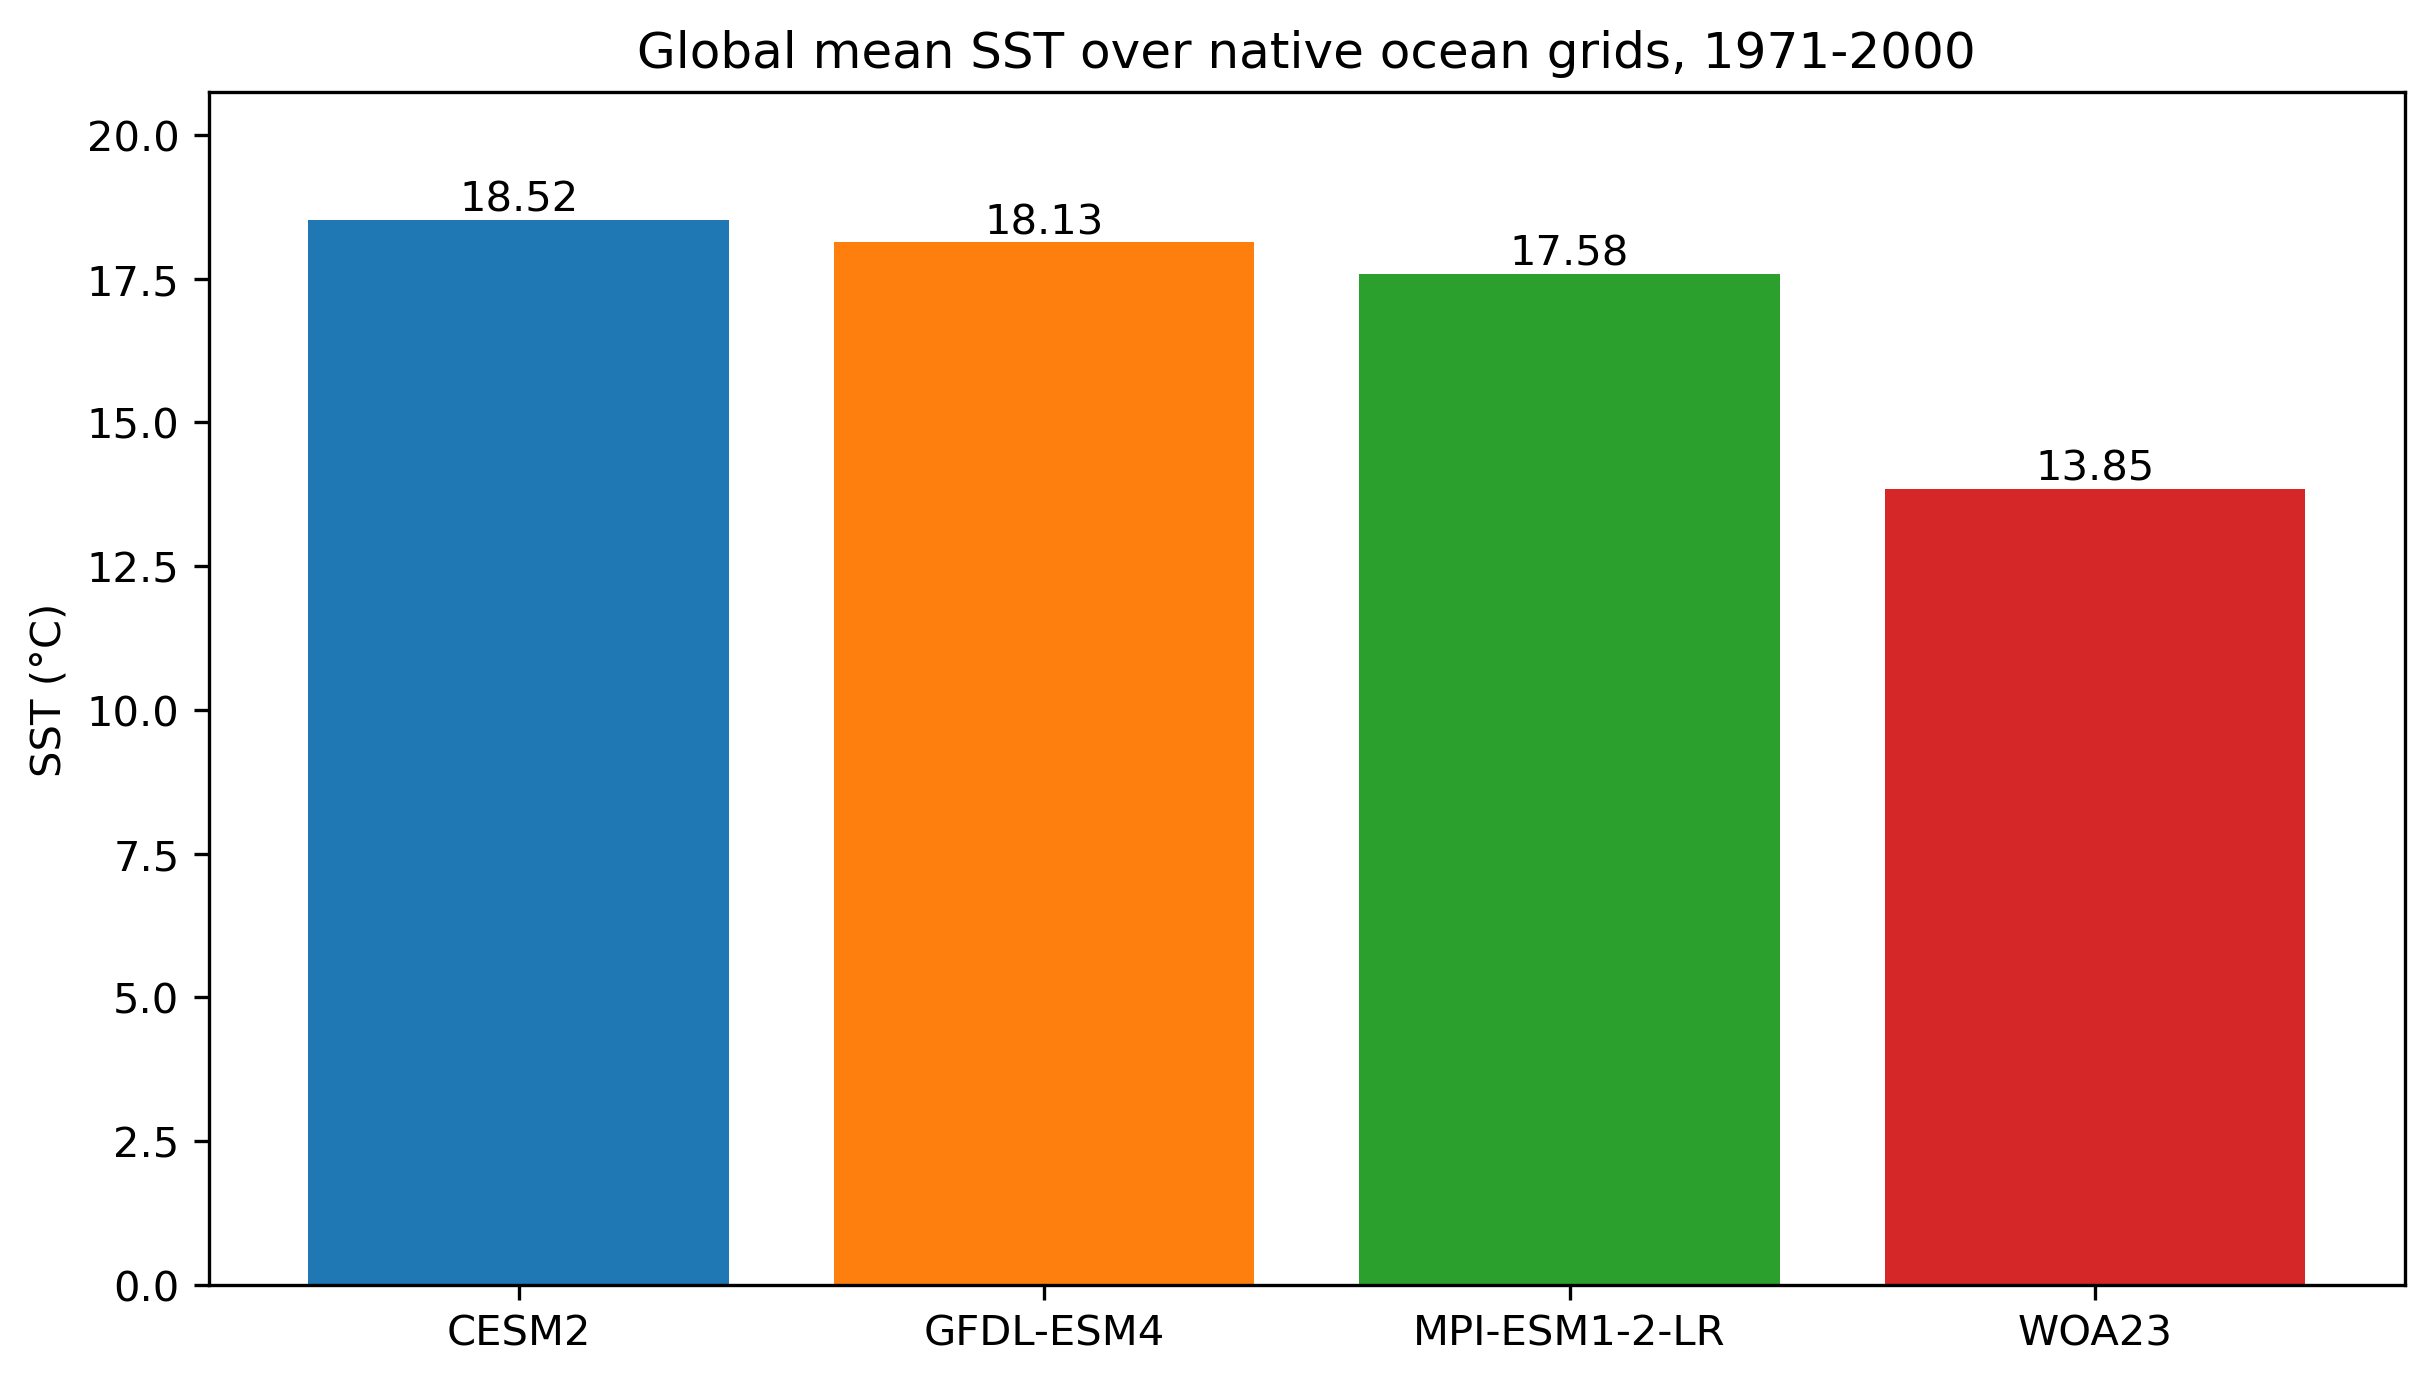 Global mean SST over native ocean grids, 1971-2000
SST (°C)
20.0
17.5
15.0
12.5
10.0
7.5
5.0
2.5
0.0
18.52
18.13
17.58
13.85
CESM2
GFDL-ESM4
MPI-ESM1-2-LR
WOA23